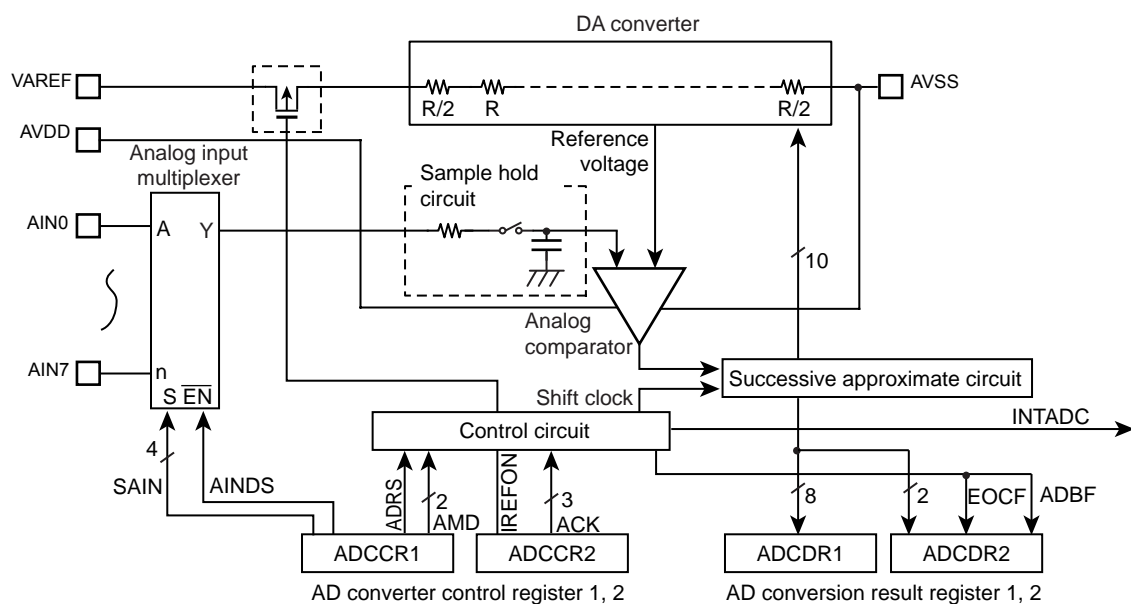 DA converter
VAREF
AVSS
R/2
R
R/2
AVDD
Reference
voltage
Analog input
multiplexer
Sample hold
circuit
AIN0
A
Y
10
Analog
comparator
AIN7
n
S
EN
Successive approximate circuit
Shift clock
Control circuit
INTADC
4
SAIN
AINDS
ADRS
2
AMD
IREFON
3
ACK
8
2
EOCF
ADBF
ADCCR1
ADCCR2
ADCDR1
ADCDR2
AD converter control register 1, 2
AD conversion result register 1, 2